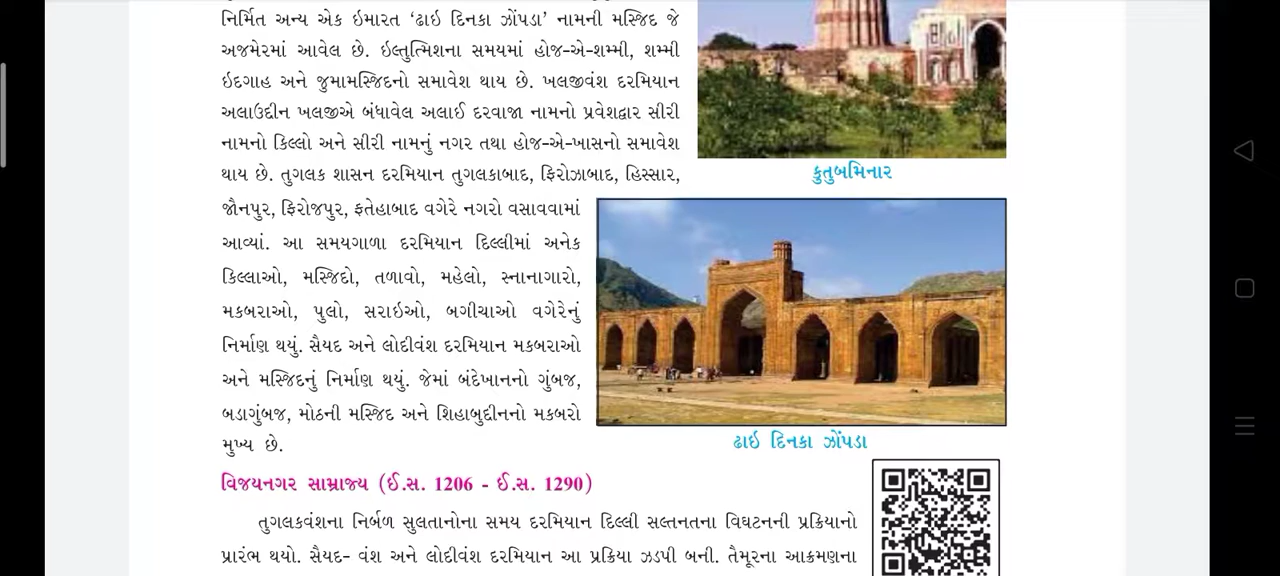 નિર્મિત અન્ય એક ઇમારત ‘ઢાઇ દિનકા ઝોંપડા’ નામની મસ્જિદ જે
અજમેરમાં આવેલ છે. ઇલ્તુત્મિશના સમયમાં હોજ-એ-શમ્મી, શમ્મી
ઇદગાહ અને જુમામસ્જિદનો સમાવેશ થાય છે. ખલજીવંશ દરમિયાન
અલાઉદ્દીન ખલજીએ બંધાવેલ અલાઈ દરવાજા નામનો પ્રવેશદ્વાર સીરી
નામનો કિલ્લો અને સીરી નામનું નગર તથા હોજ-એ-ખાસનો સમાવેશ
થાય છે. તુગલક શાસન દરમિયાન તુગલકાબાદ, ફિરોઝાબાદ, હિસ્સાર,
જૌનપુર, ફિરોજપુર, ફતેહાબાદ વગેરે નગરો વસાવવામાં
આવ્યાં. આ સમયગાળા દરમિયાન દિલ્લીમાં અનેક
કિલ્લાઓ, મસ્જિદો, તળાવો, મહેલો, સ્નાનાગારો,
મકબરાઓ, પુલો, સરાઇઓ, બગીચાઓ વગેરેનું
નિર્માણ થયું. સૈયદ અને લોદીવંશ દરમિયાન મકબરાઓ
અને મસ્જિદનું નિર્માણ થયું. જેમાં બંદેખાનનો ગુંબજ,
બડાગુંબજ, મોઠની મસ્જિદ અને શિહાબુદ્દીનનો મકબરો
મુખ્ય છે.
કુતુબમિનાર
ઢાઇ દિનકા ઝોંપડા
વિજયનગર સામ્રાજ્ય (ઈ.સ. 1206 - ઈ.સ. 1290)
તુગલકવંશના નિર્બળ સુલતાનોના સમય દરમિયાન દિલ્લી સલ્તનતના વિઘટનની પ્રક્રિયાનો
પ્રારંભ થયો. સૈયદ- વંશ અને લોદીવંશ દરમિયાન આ પ્રક્રિયા ઝડપી બની. તૈમૂરના આક્રમણના